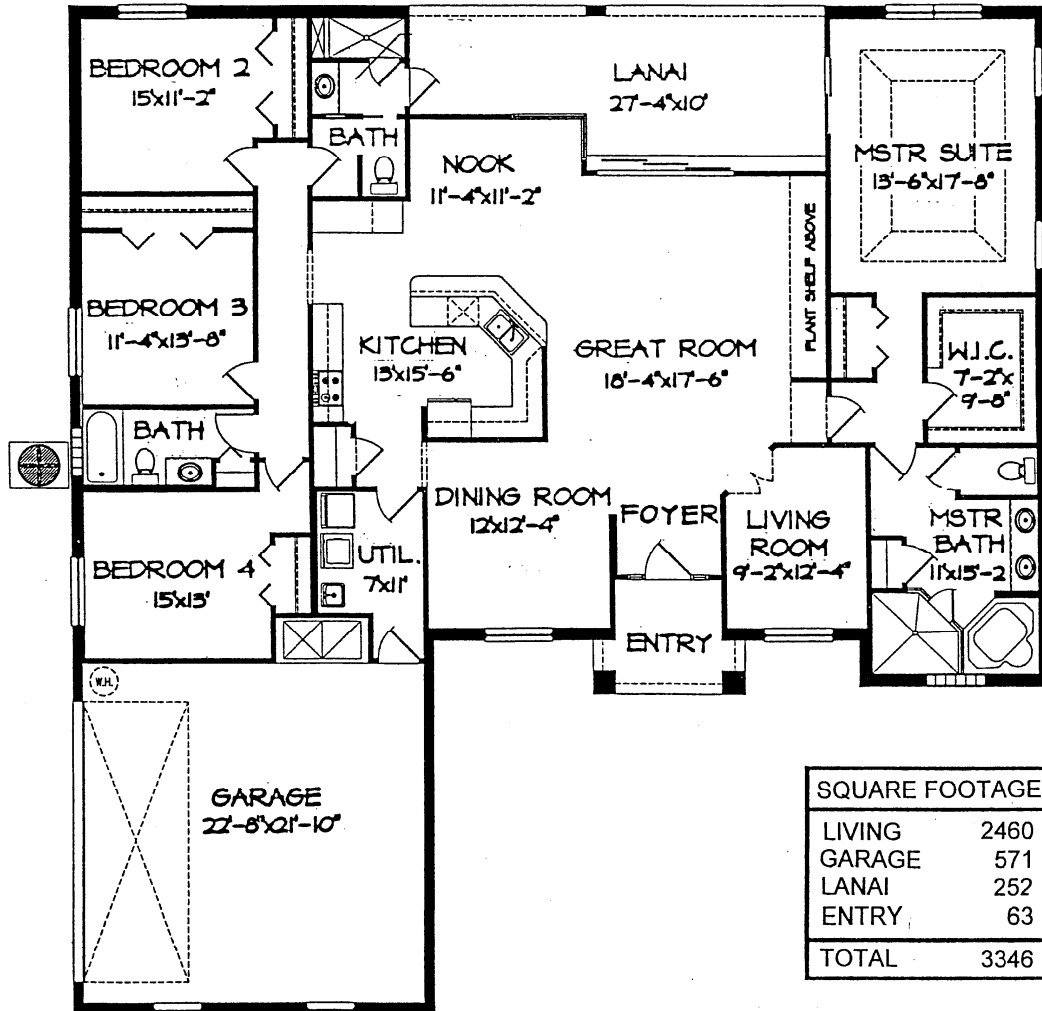 BEDROOM 2
15'x11'-2"
BATH
LANAI
27'-4"x10'
MSTR SUITE
13'-6"x17'-8"
NOOK
11'-4"x11'-2"
PLANT SHELF ABOVE
BEDROOM 3
11'-4"x13'-8"
KITCHEN
13'x15'-6"
GREAT ROOM
18'-4"x17'-6"
W.I.C.
7'-2"x
9'-8"
BATH
DINING ROOM
12'x12'-4"
FOYER
LIVING
ROOM
9'-2"x12'-4"
MSTR
BATH
11'x15'-2
BEDROOM 4
15'x13'
UTIL.
7'x11'
ENTRY
W.H.
GARAGE
22'-8"x21'-10"
SQUARE FOOTAGE
LIVING 2460
GARAGE 571
LANAI 252
ENTRY 63
TOTAL 3346